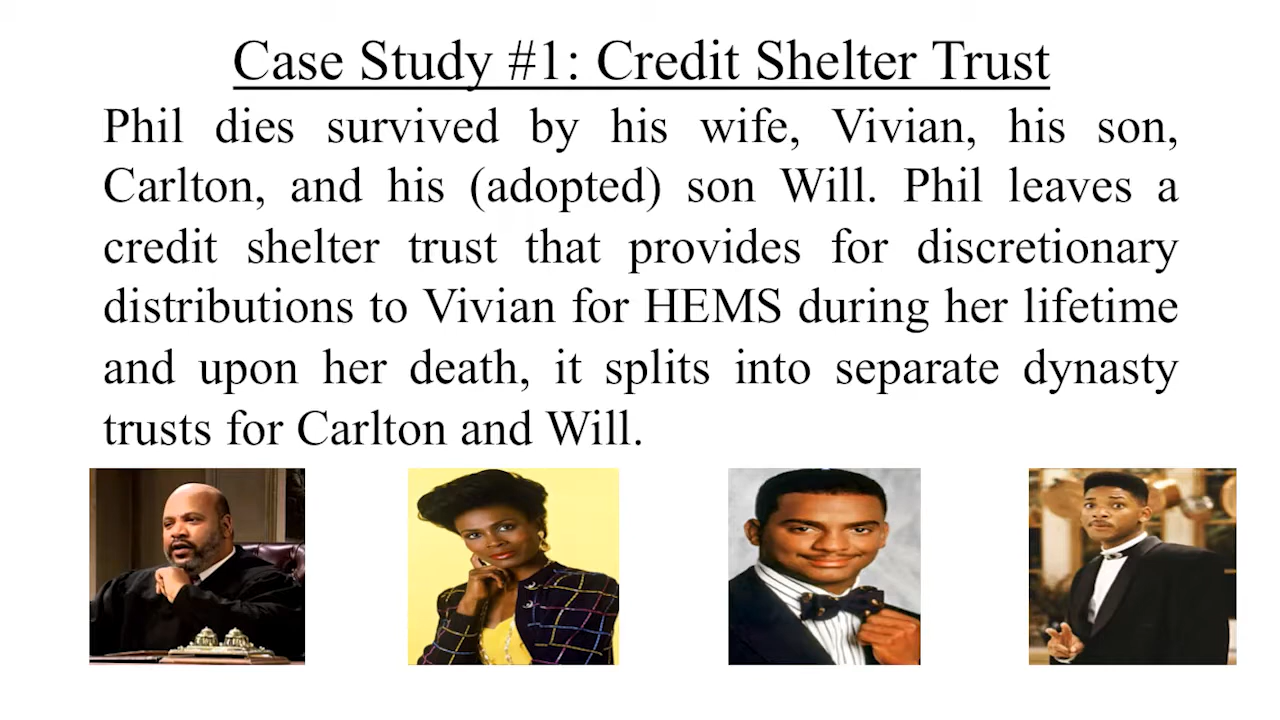 Case Study #1: Credit Shelter Trust
Phil dies survived by his wife, Vivian, his son,
Carlton, and his (adopted) son Will. Phil leaves a
credit shelter trust that provides for discretionary
distributions to Vivian for HEMS during her lifetime
and upon her death, it splits into separate dynasty
trusts for Carlton and Will.